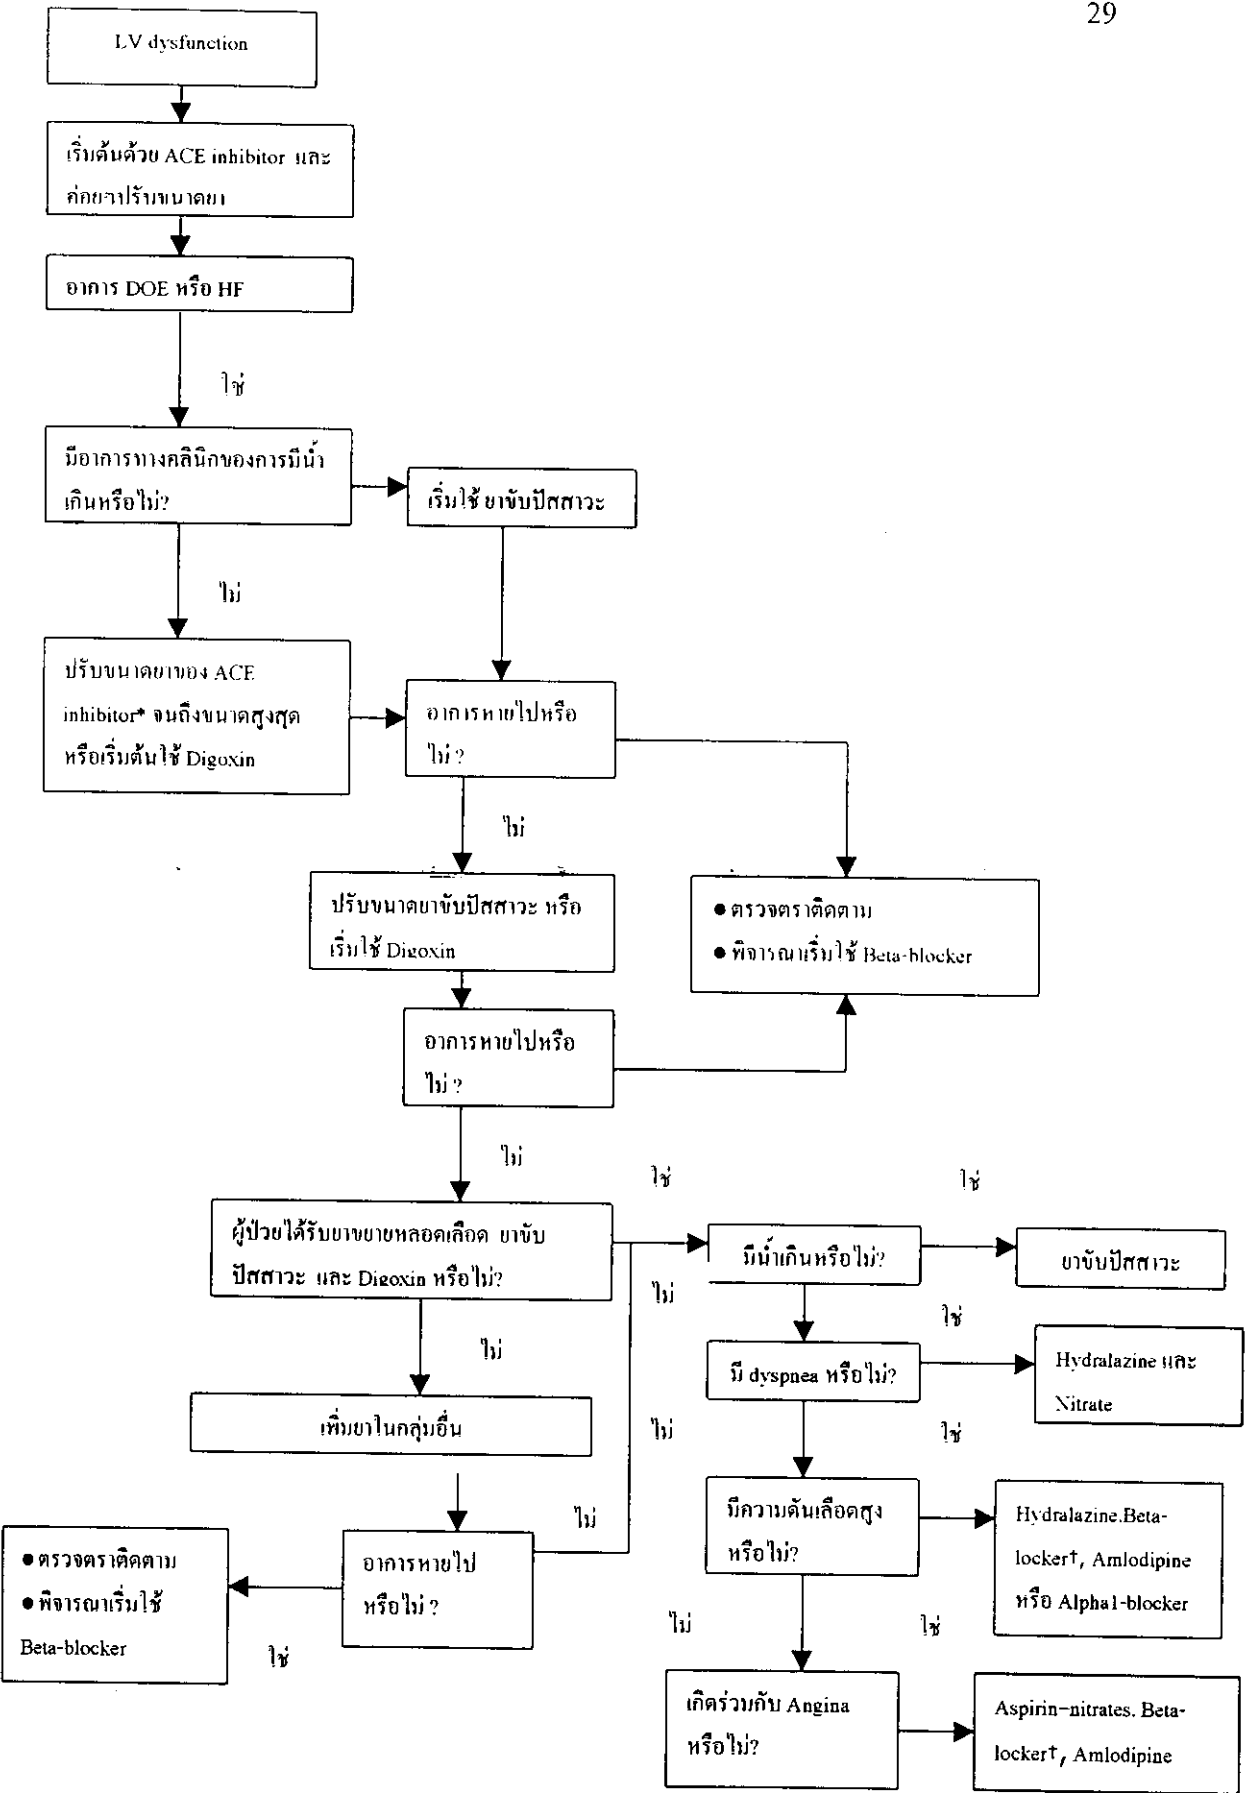 29
LV dysfunction
เริ่มต้นด้วย ACE inhibitor และ
ค่อยๆปรับขนาดยา
อาการ DOE หรือ HF
ใช่
มีอาการทางคลินิกของการมีน้ำ
เกินหรือไม่?
เริ่มใช้ ยาขับปัสสาวะ
ไม่
ปรับขนาดยาของ ACE
inhibitor* จนถึงขนาดสูงสุด
หรือเริ่มต้นใช้ Digoxin
อาการหายไปหรือ
ไม่ ?
ไม่
ปรับขนาดยาขับปัสสาวะ หรือ
เริ่มใช้ Digoxin
● ตรวจตราติดตาม
● พิจารณาเริ่มใช้ Beta-blocker
อาการหายไปหรือ
ไม่ ?
ไม่
ใช่
ใช่
ผู้ป่วยได้รับยาขยายหลอดเลือด ยาขับ
ปัสสาวะ และ Digoxin หรือไม่?
มีน้ำเกินหรือไม่?
ยาขับปัสสาวะ
ไม่
ใช่
ไม่
มี dyspnea หรือไม่?
Hydralazine และ
Nitrate
เพิ่มยาในกลุ่มอื่น
ไม่
ใช่
มีความดันเลือดสูง
หรือไม่?
Hydralazine.Beta-
locker†, Amlodipine
หรือ Alpha1-blocker
ไม่
● ตรวจตราติดตาม
● พิจารณาเริ่มใช้
Beta-blocker
อาการหายไป
หรือไม่ ?
ใช่
ไม่
ใช่
เกิดร่วมกับ Angina
หรือไม่?
Aspirin-nitrates. Beta-
locker†, Amlodipine